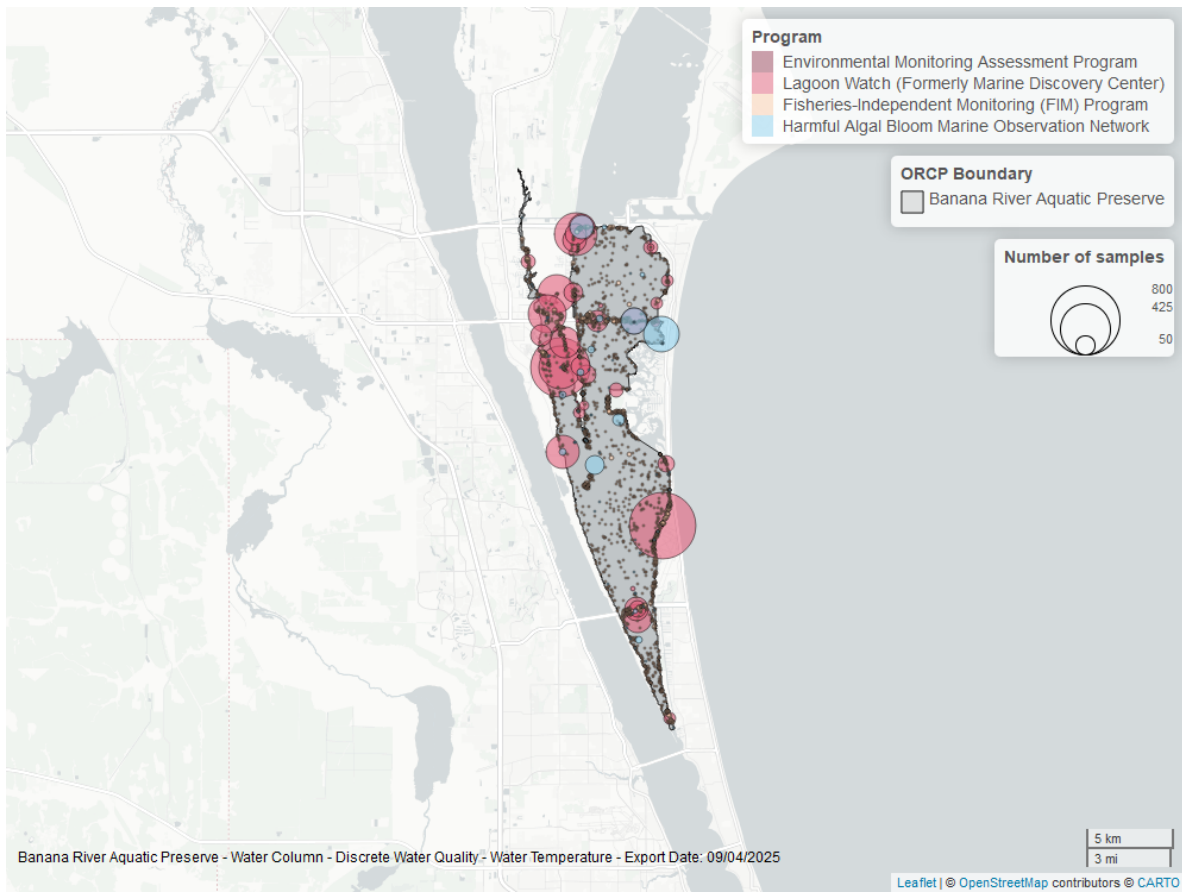 Program
Environmental Monitoring Assessment Program
Lagoon Watch (Formerly Marine Discovery Center)
Fisheries-Independent Monitoring (FIM) Program
Harmful Algal Bloom Marine Observation Network
ORCP Boundary
Banana River Aquatic Preserve
Number of samples
800
425
50
5 km
3 mi
Banana River Aquatic Preserve - Water Column - Discrete Water Quality - Water Temperature - Export Date: 09/04/2025
Leaflet | © OpenStreetMap contributors © CARTO